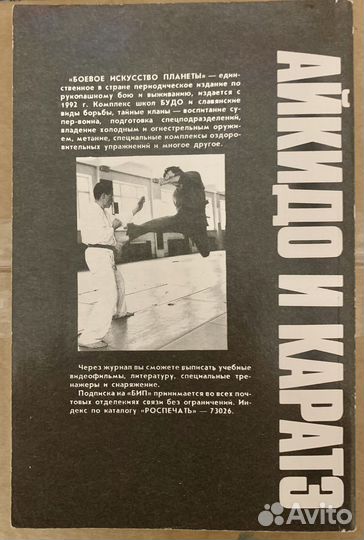 «БОЕВОЕ ИСКУССТВО ПЛАНЕТЫ» — един-
ственное в стране периодическое издание по
рукопашному бою и выживанию, издается с
1992 г. Комплекс школ БУДО и славянские
виды борьбы, тайные кланы — воспитание су-
пер-воина, подготовка спецподразделений,
владение холодным и огнестрельным оружи-
ем, метание, специальные комплексы оздоро-
вительных упражнений и многое другое.
Через журнал вы сможете выписать учебные
видеофильмы, литературу, специальные тре-
нажеры и снаряжение.
Подписка на «БИП» принимается во всех поч-
товых отделениях связи без ограничений. Ин-
декс по каталогу «РОСПЕЧАТЬ» — 73026.
АЙКИДО И КАРАТЭ
Avito